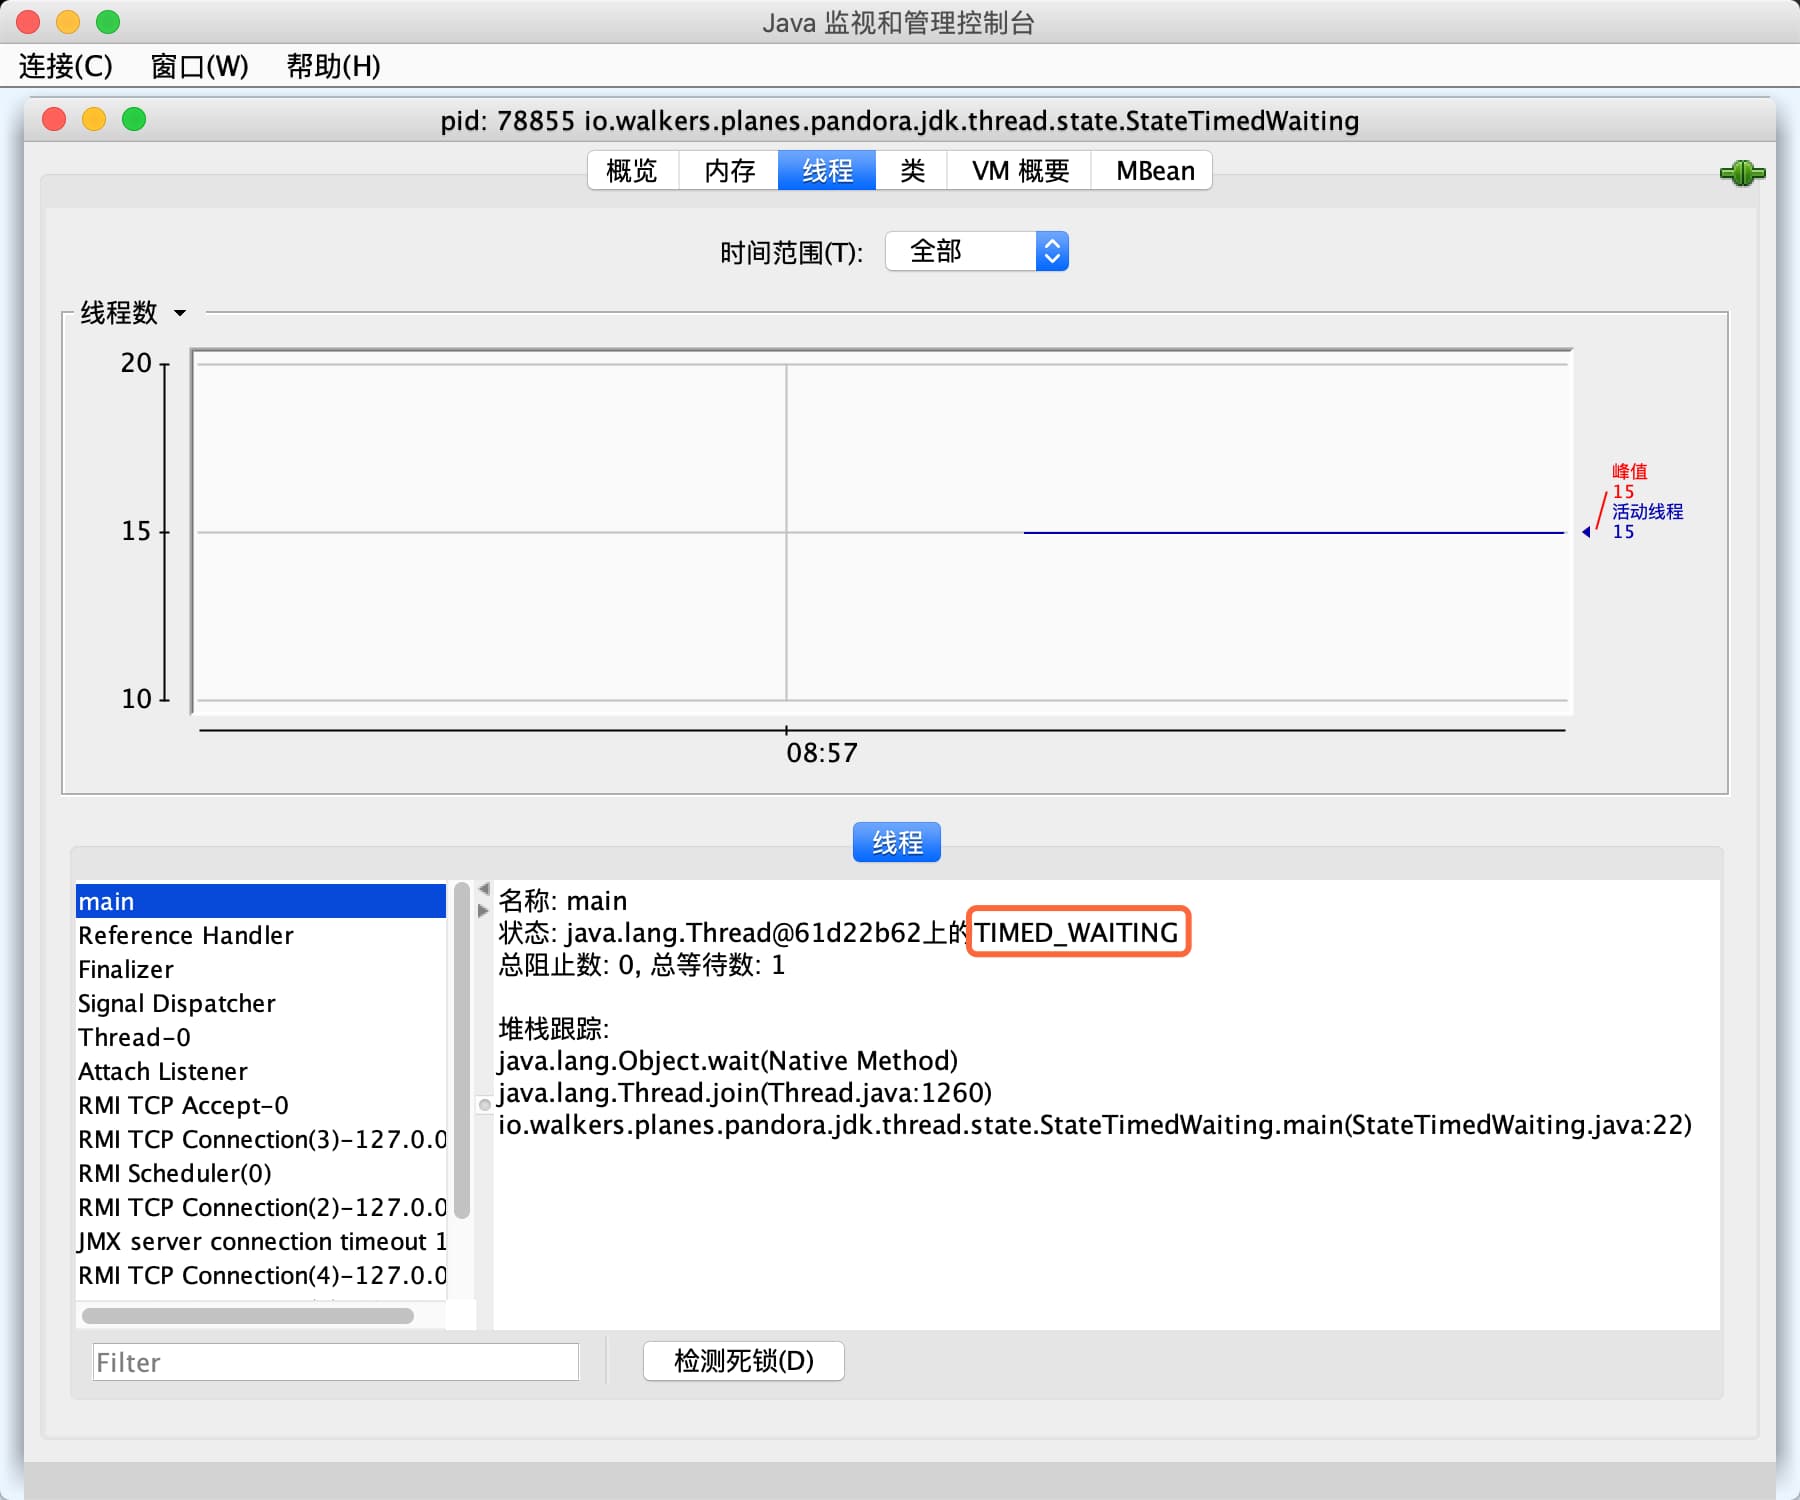 Java 监视和管理控制台
连接(C) 窗口(W) 帮助(H)
pid: 78855 io.walkers.planes.pandora.jdk.thread.state.StateTimedWaiting
概览 内存 线程 类 VM 概要 MBean
时间范围(T): 全部
线程数
20
15
10
08:57
峰值
15
活动线程
15
线程
main
Reference Handler
Finalizer
Signal Dispatcher
Thread-0
Attach Listener
RMI TCP Accept-0
RMI TCP Connection(3)-127.0.0
RMI Scheduler(0)
RMI TCP Connection(2)-127.0.0
JMX server connection timeout 1
RMI TCP Connection(4)-127.0.0
名称: main
状态: java.lang.Thread@61d22b62上的TIMED_WAITING
总阻止数: 0, 总等待数: 1
堆栈跟踪:
java.lang.Object.wait(Native Method)
java.lang.Thread.join(Thread.java:1260)
io.walkers.planes.pandora.jdk.thread.state.StateTimedWaiting.main(StateTimedWaiting.java:22)
Filter
检测死锁(D)